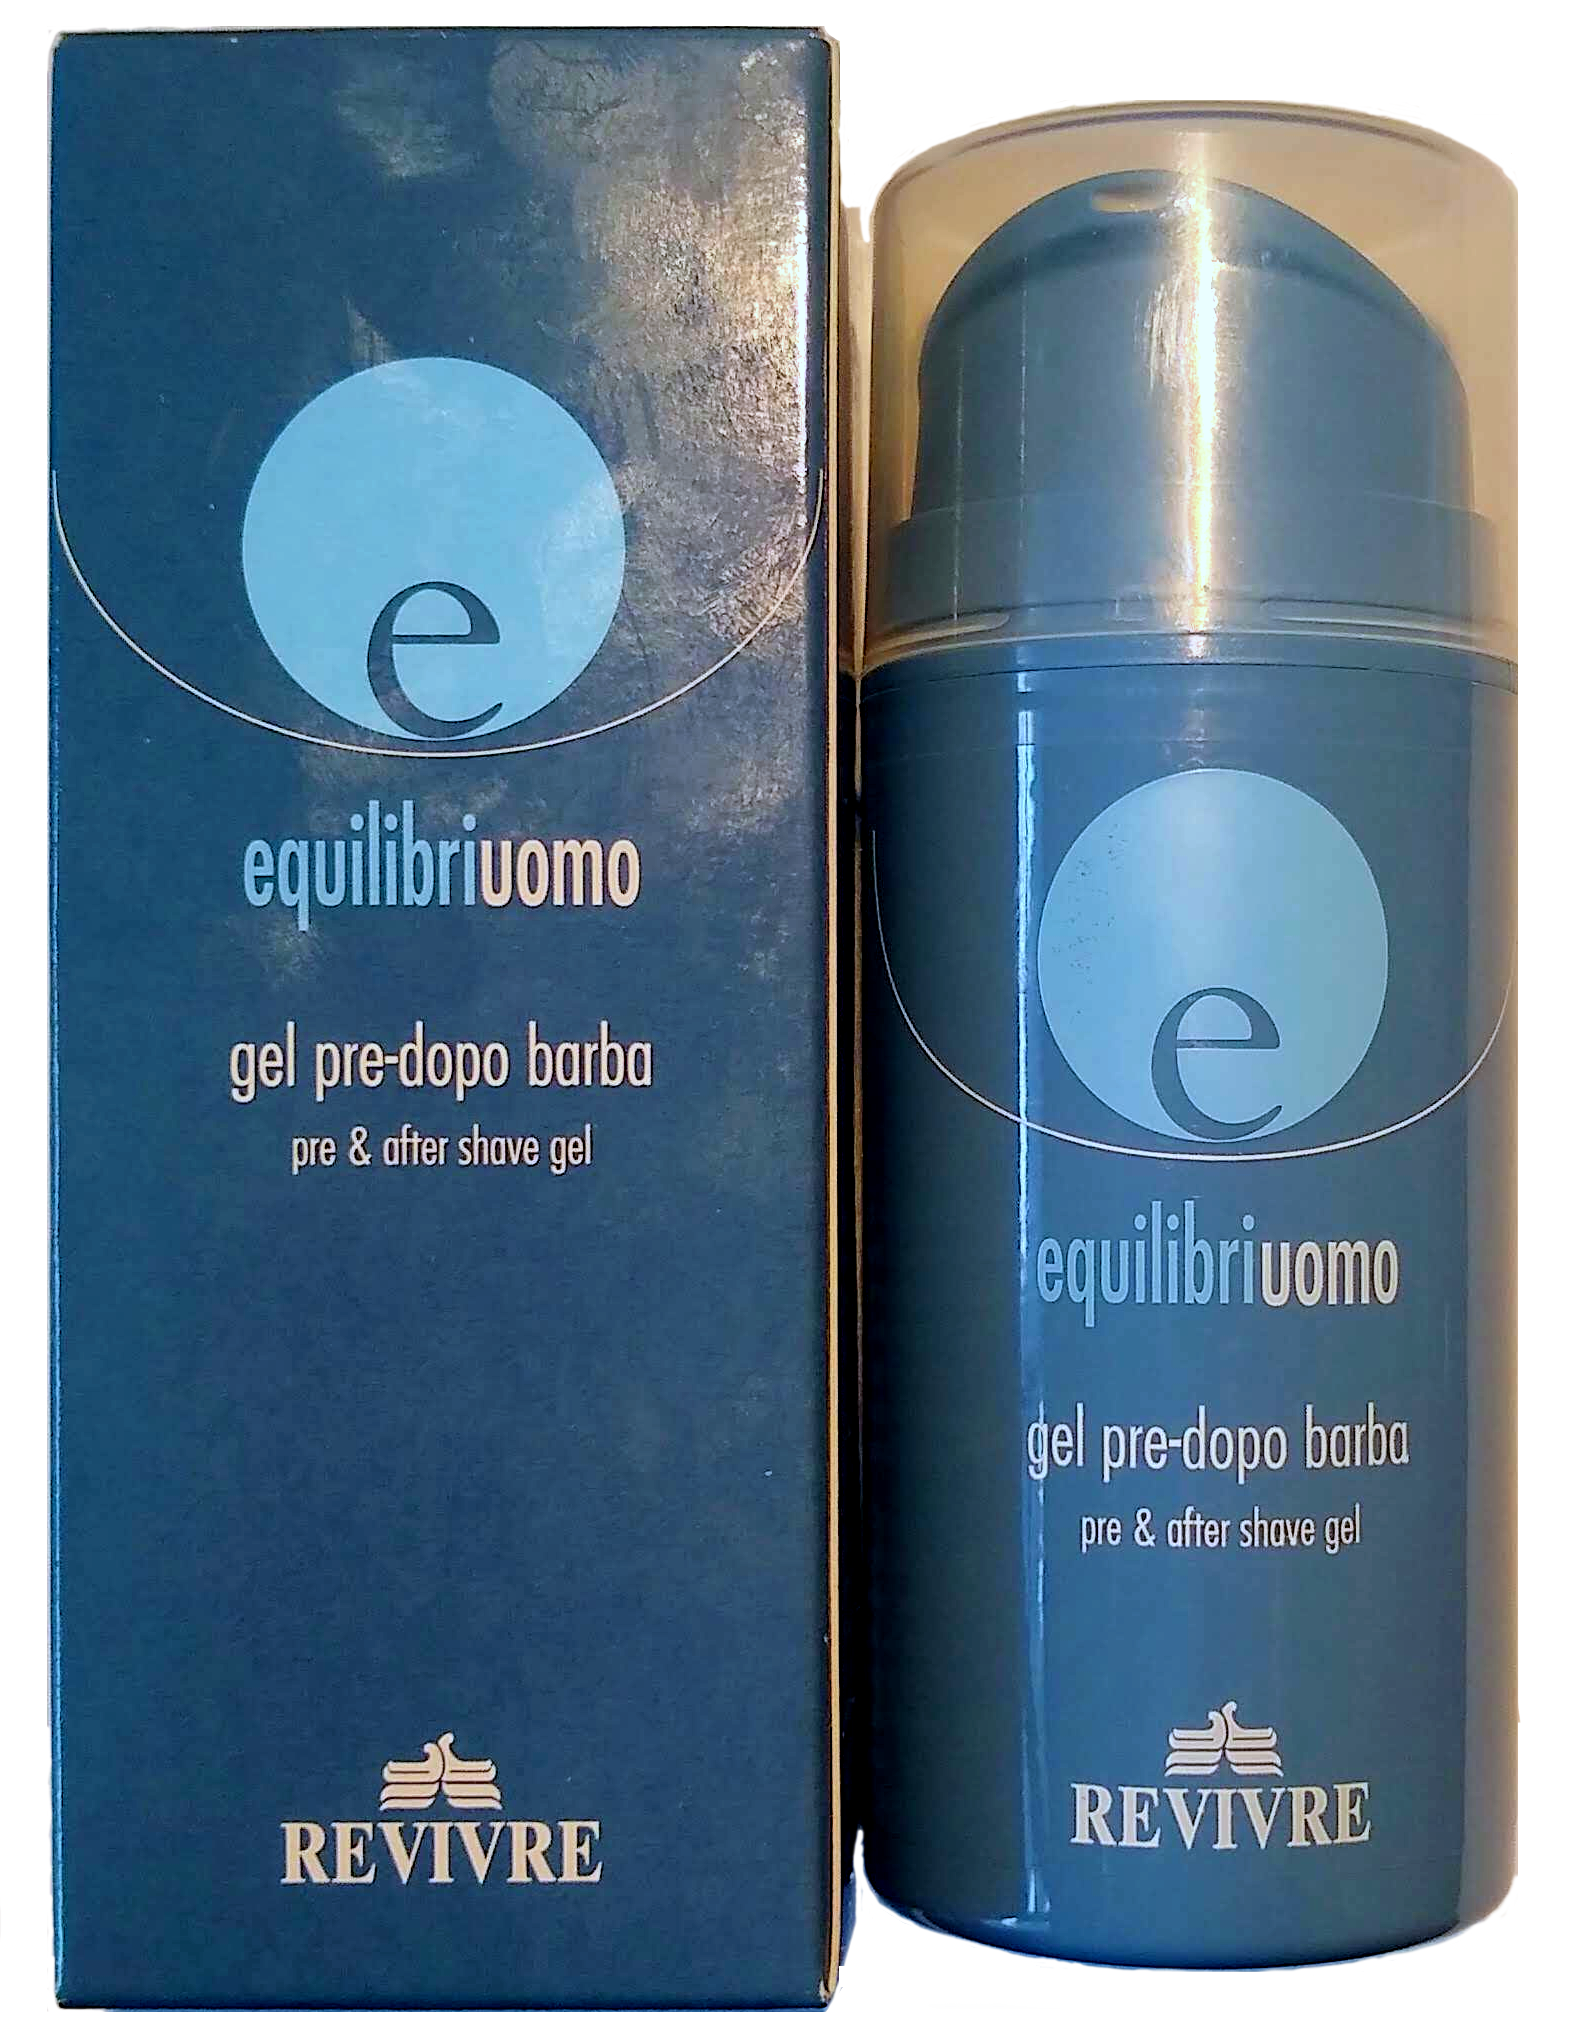 e
equilibriuomo
gel pre-dopo barba
pre & after shave gel
REVIVRE
e
equilibriuomo
gel pre-dopo barba
pre & after shave gel
REVIVRE